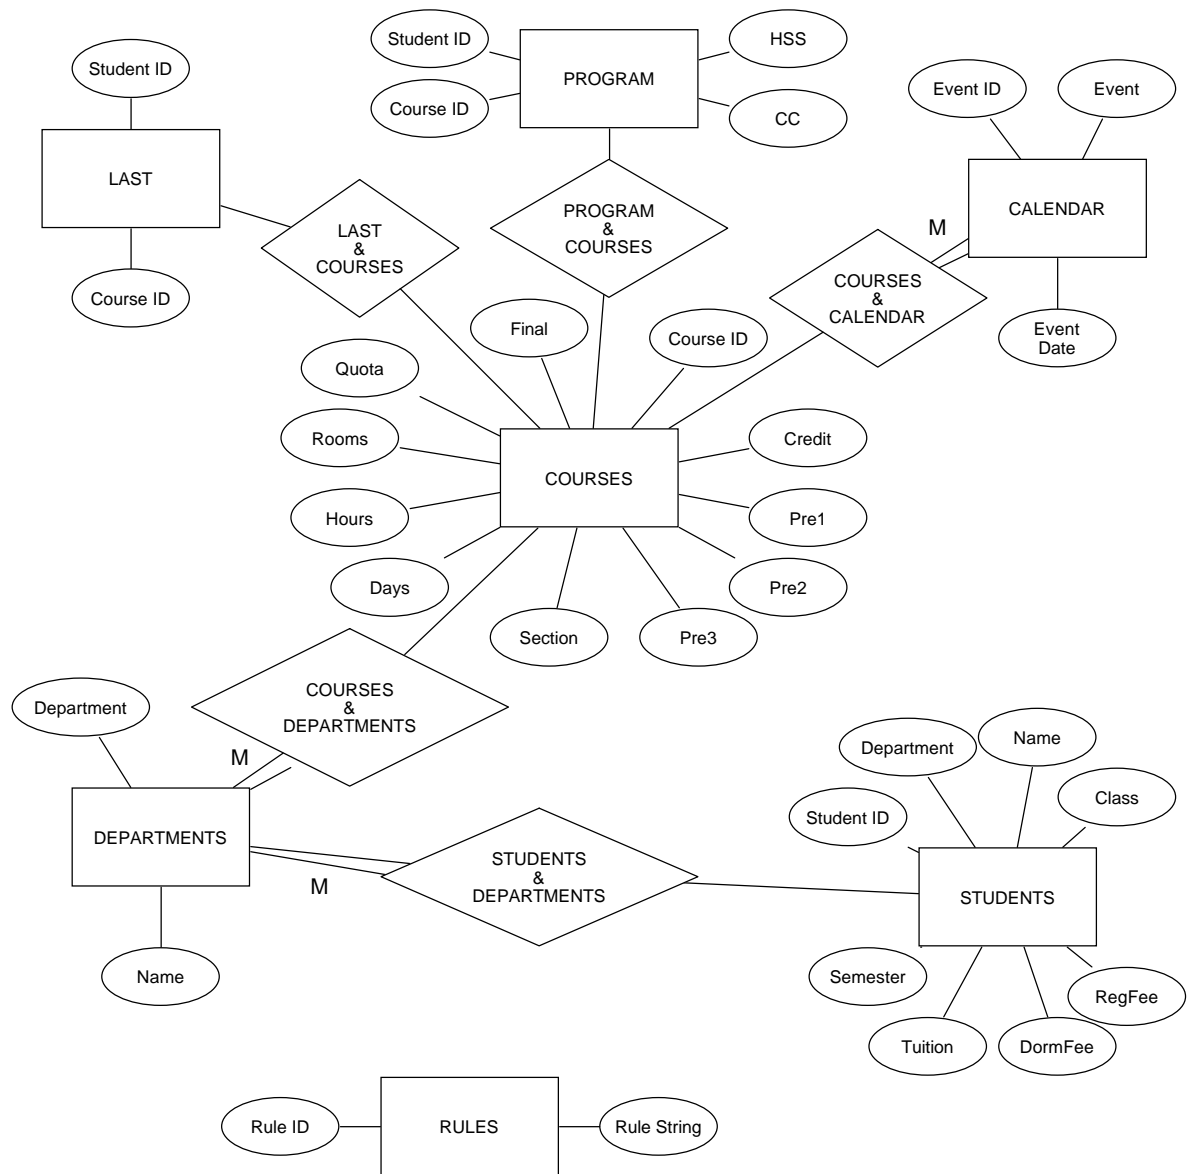 Student ID
HSS
PROGRAM
Student ID
Event ID
Event
Course ID
CC
LAST
PROGRAM
&
COURSES
CALENDAR
M
LAST
&
COURSES
COURSES
&
CALENDAR
Course ID
Final
Course ID
Event
Date
Quota
Rooms
Credit
COURSES
Hours
Pre1
Days
Pre2
Section
Pre3
COURSES
&
DEPARTMENTS
Department
M
Department
Name
Class
Student ID
DEPARTMENTS
STUDENTS
&
DEPARTMENTS
M
STUDENTS
Name
Semester
RegFee
Tuition
DormFee
Rule ID
RULES
Rule String